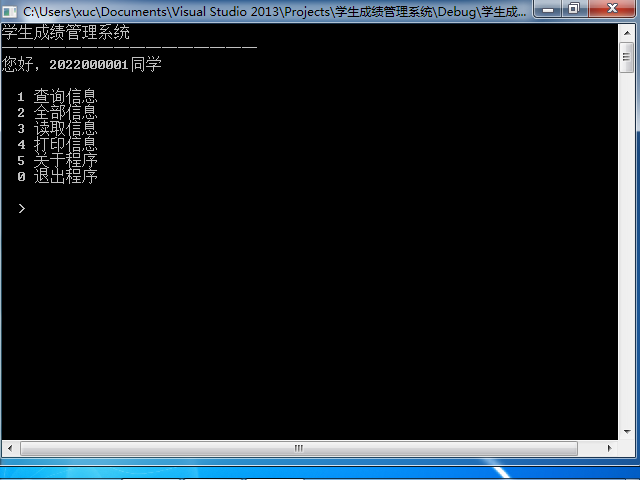 C:\Users\xuc\Documents\Visual Studio 2013\Projects\学生成绩管理系统\Debug\学生成...
学生成绩管理系统
————————————————
您好，2022000001同学
1 查询信息
2 全部信息
3 读取信息
4 打印信息
5 关于程序
0 退出程序
>